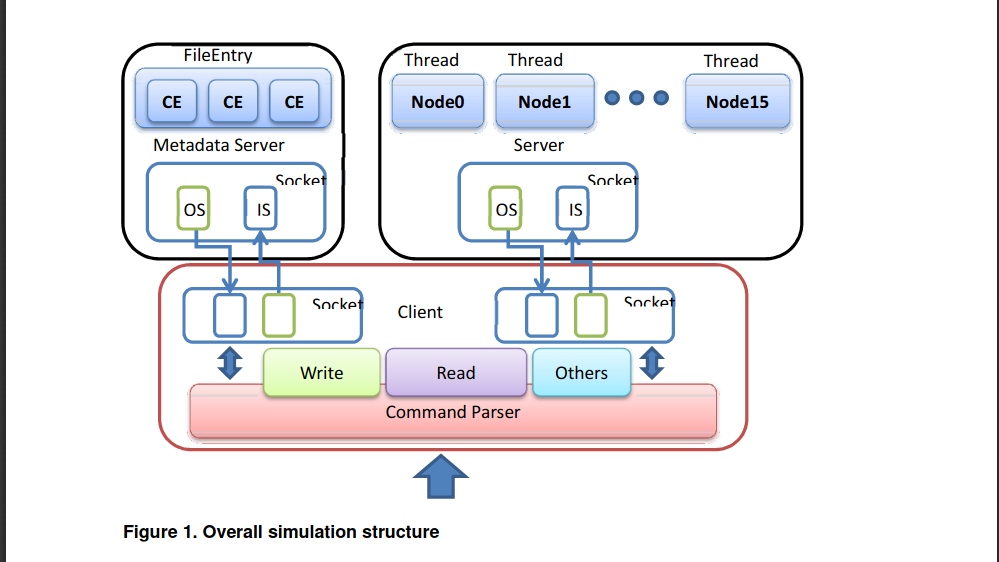 FileEntry
CE CE CE
Metadata Server
Socket
OS IS
Thread Thread Thread
Node0 Node1 Node15
Server
Socket
OS IS
Socket
Client
Socket
Write Read Others
Command Parser
Figure 1. Overall simulation structure